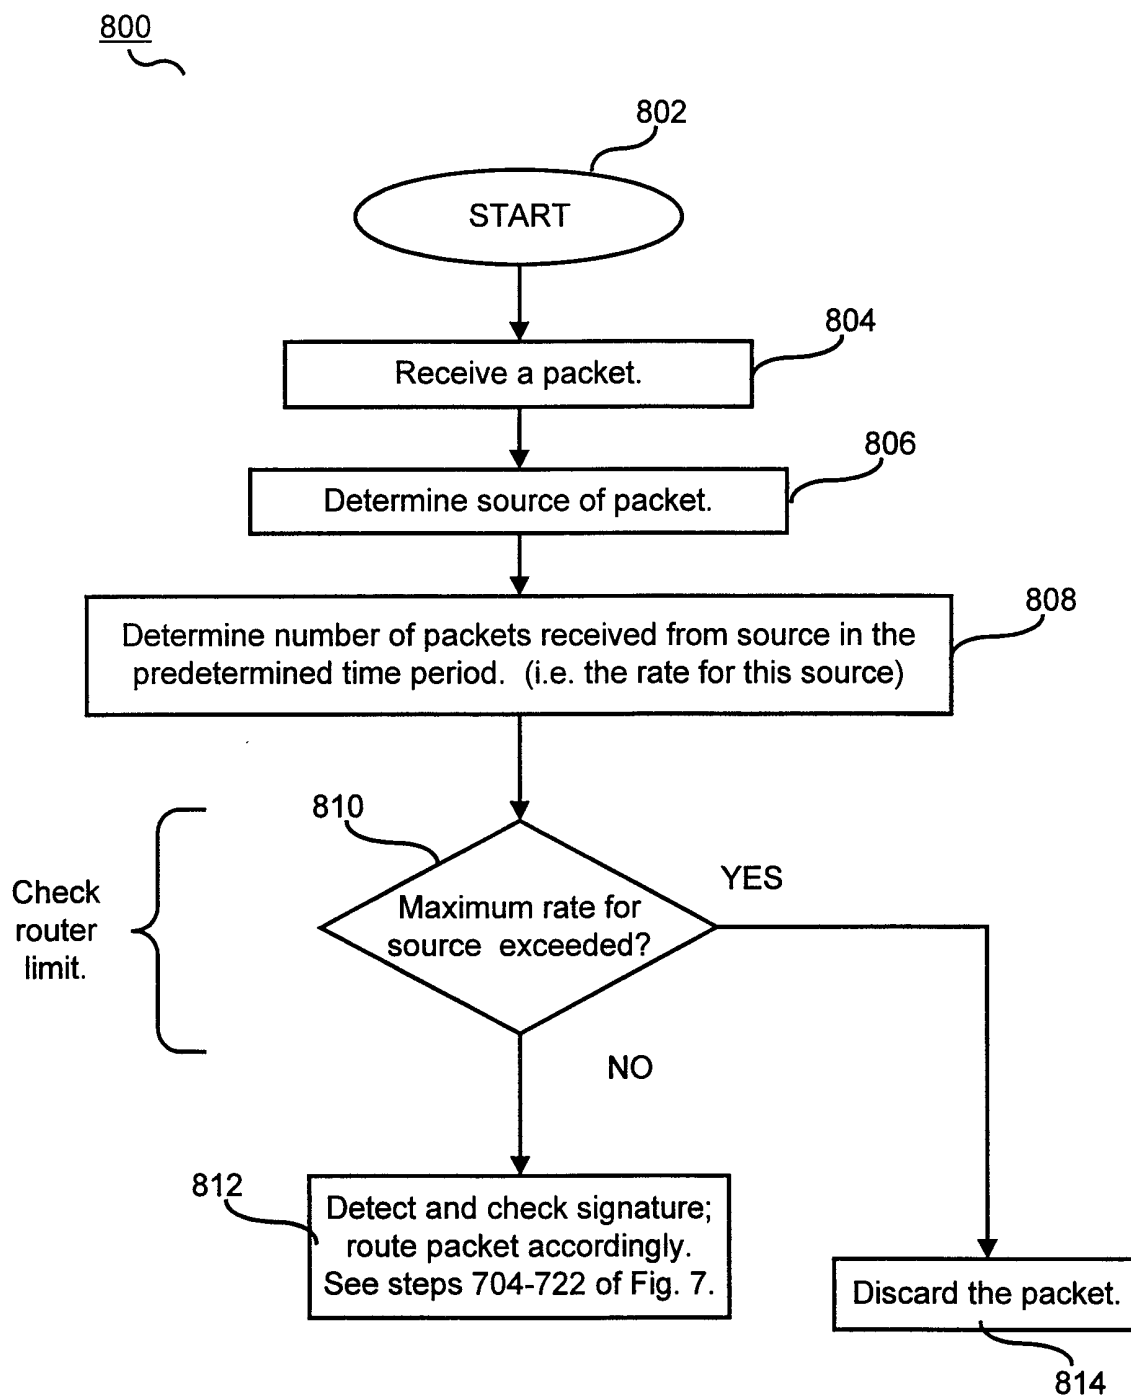 800
802
START
804
Receive a packet.
806
Determine source of packet.
808
Determine number of packets received from source in the
predetermined time period. (i.e. the rate for this source)
810
Check
router
limit.
Maximum rate for
source exceeded?
YES
NO
812
Detect and check signature;
route packet accordingly.
See steps 704-722 of Fig. 7.
Discard the packet.
814